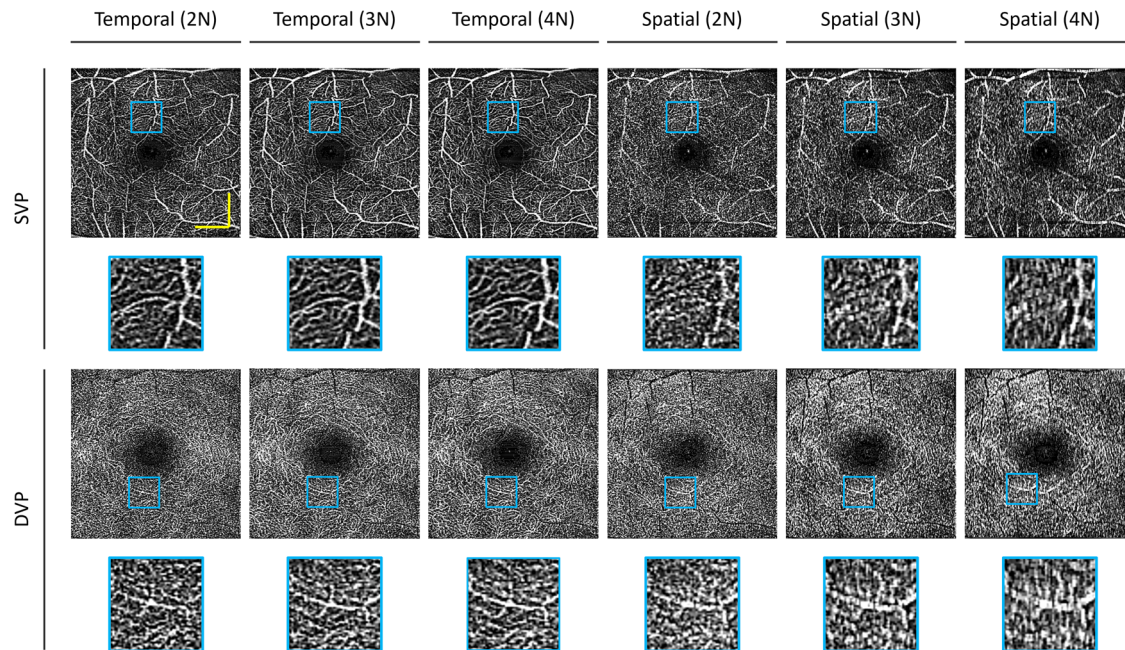 Temporal (2N) Temporal (3N) Temporal (4N) Spatial (2N) Spatial (3N) Spatial (4N)
SVP
DVP